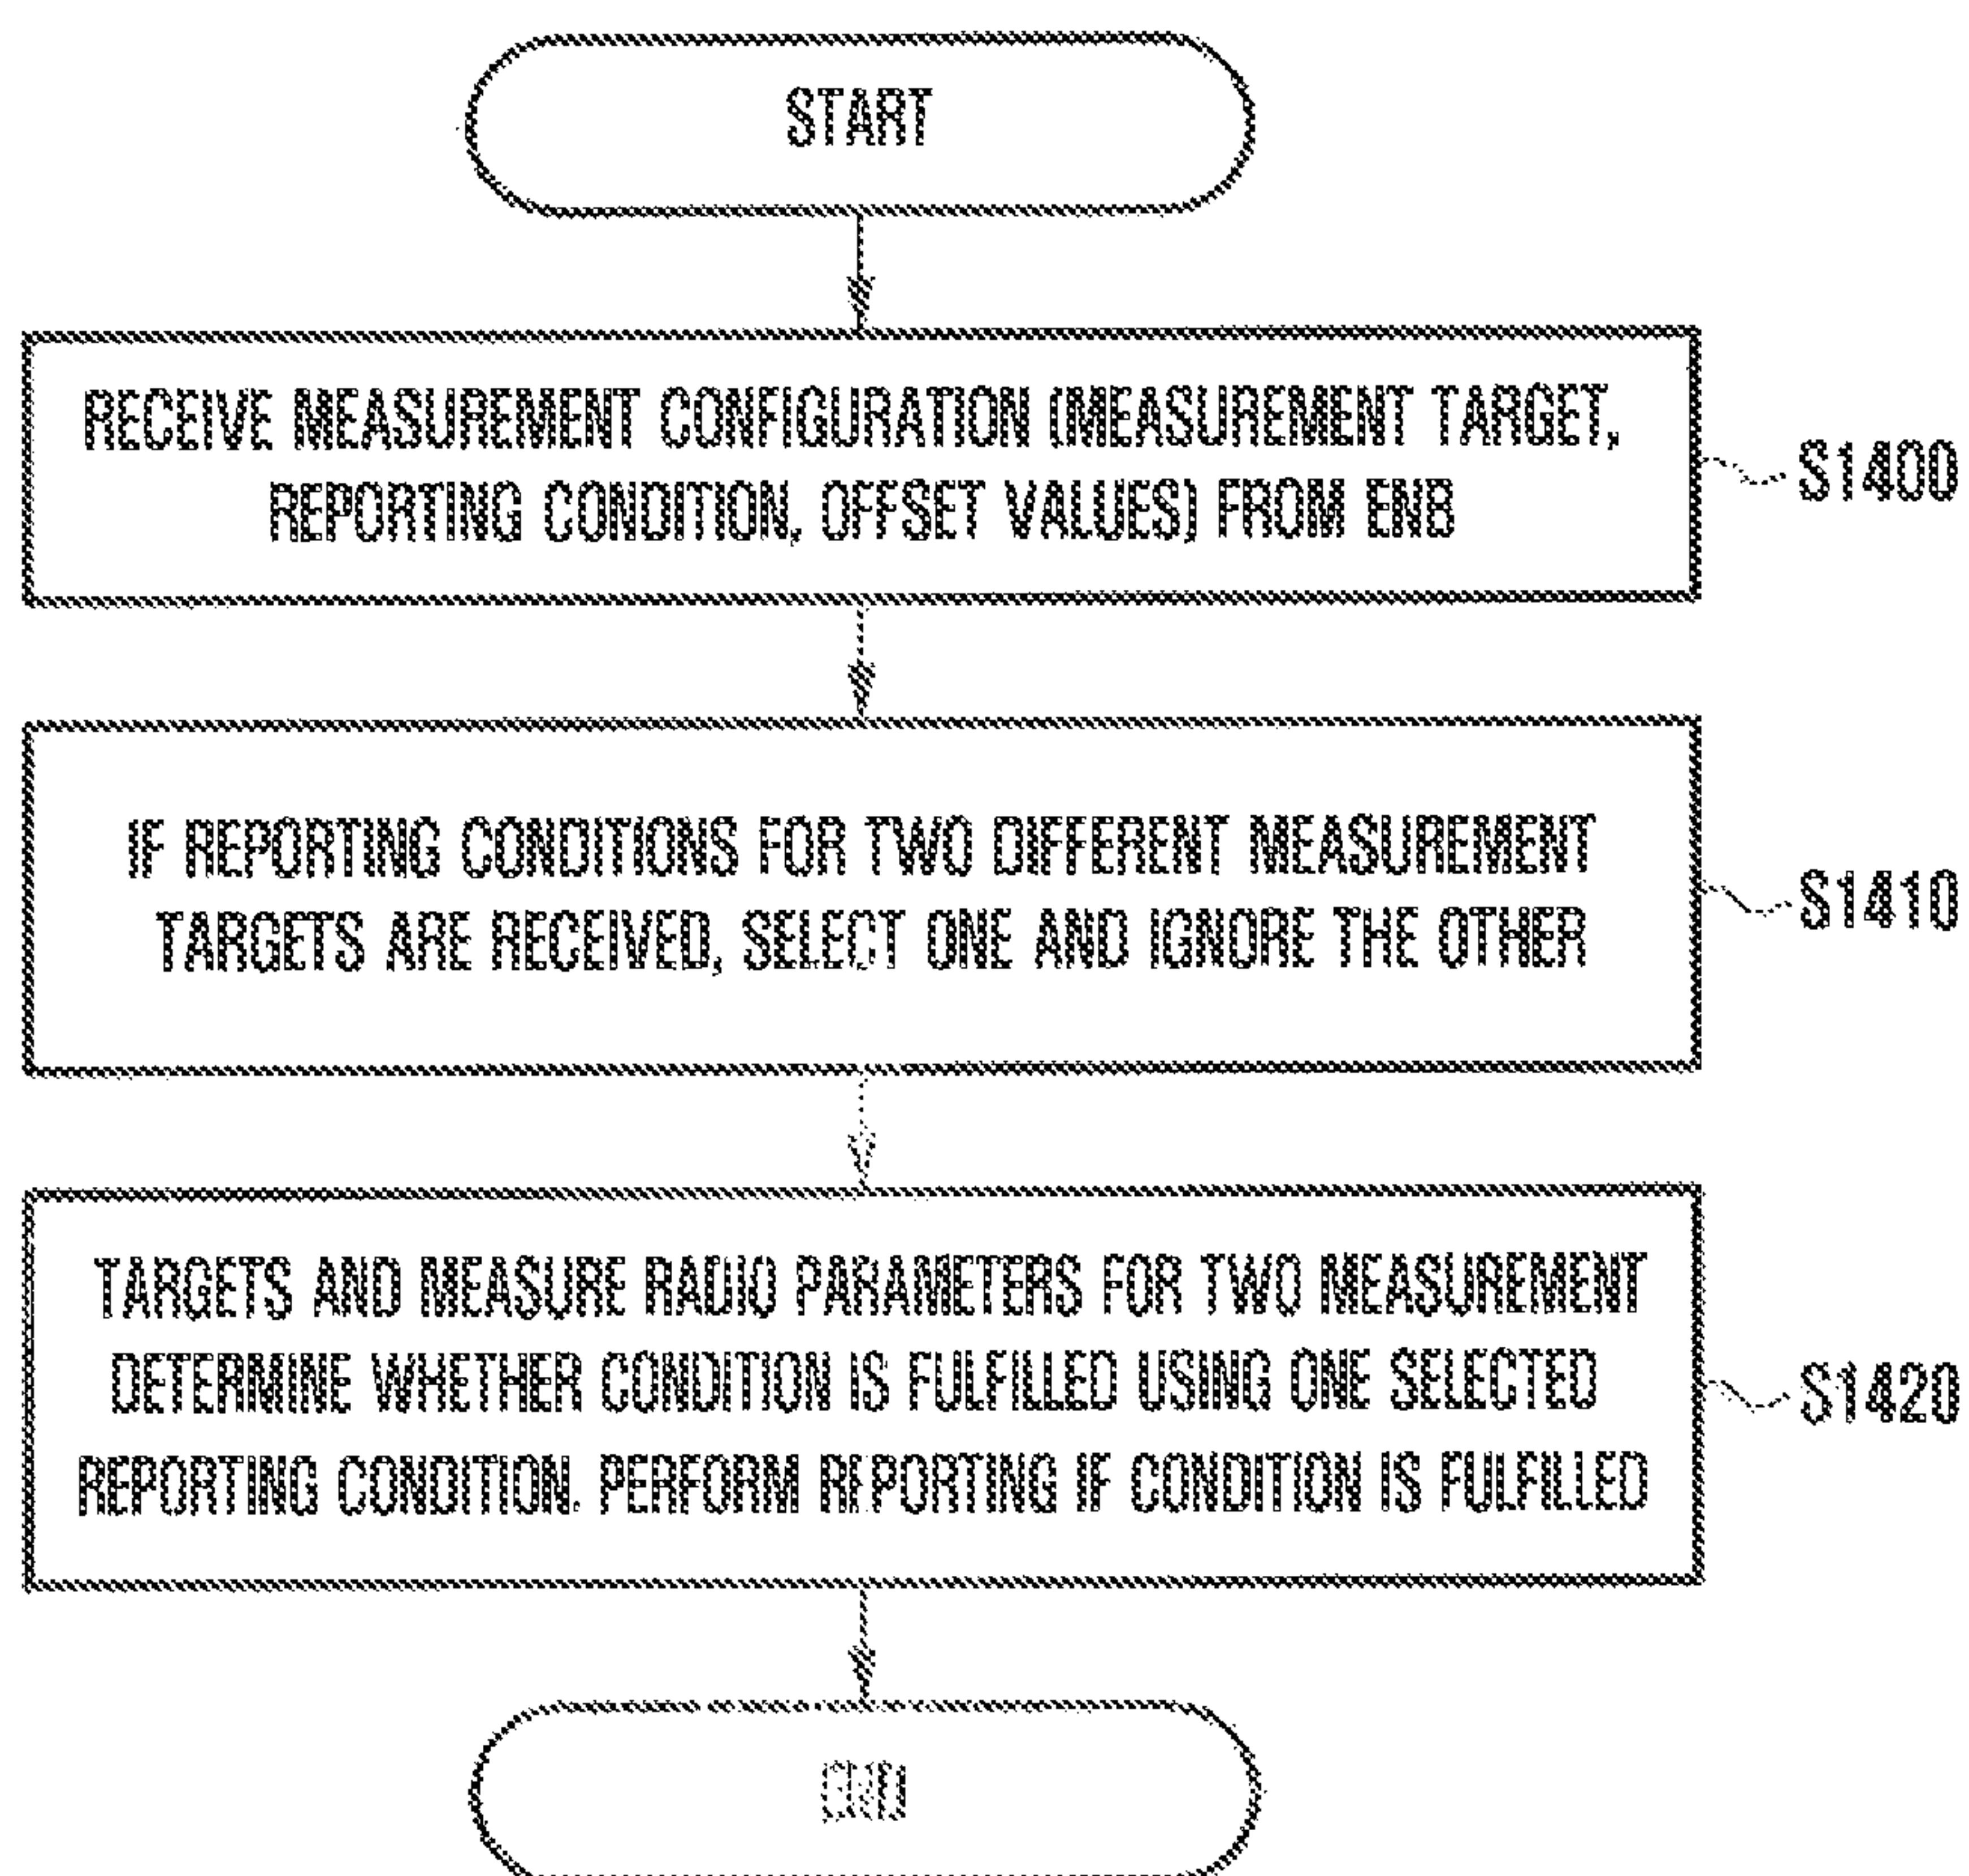 START
RECEIVE MEASUREMENT CONFIGURATION (MEASUREMENT TARGET,
REPORTING CONDITION, OFFSET VALUES) FROM ENB
S1400
IF REPORTING CONDITIONS FOR TWO DIFFERENT MEASUREMENT
TARGETS ARE RECEIVED, SELECT ONE AND IGNORE THE OTHER
S1410
TARGETS AND MEASURE RADIO PARAMETERS FOR TWO MEASUREMENT
DETERMINE WHETHER CONDITION IS FULFILLED USING ONE SELECTED
REPORTING CONDITION. PERFORM REPORTING IF CONDITION IS FULFILLED
S1420
END